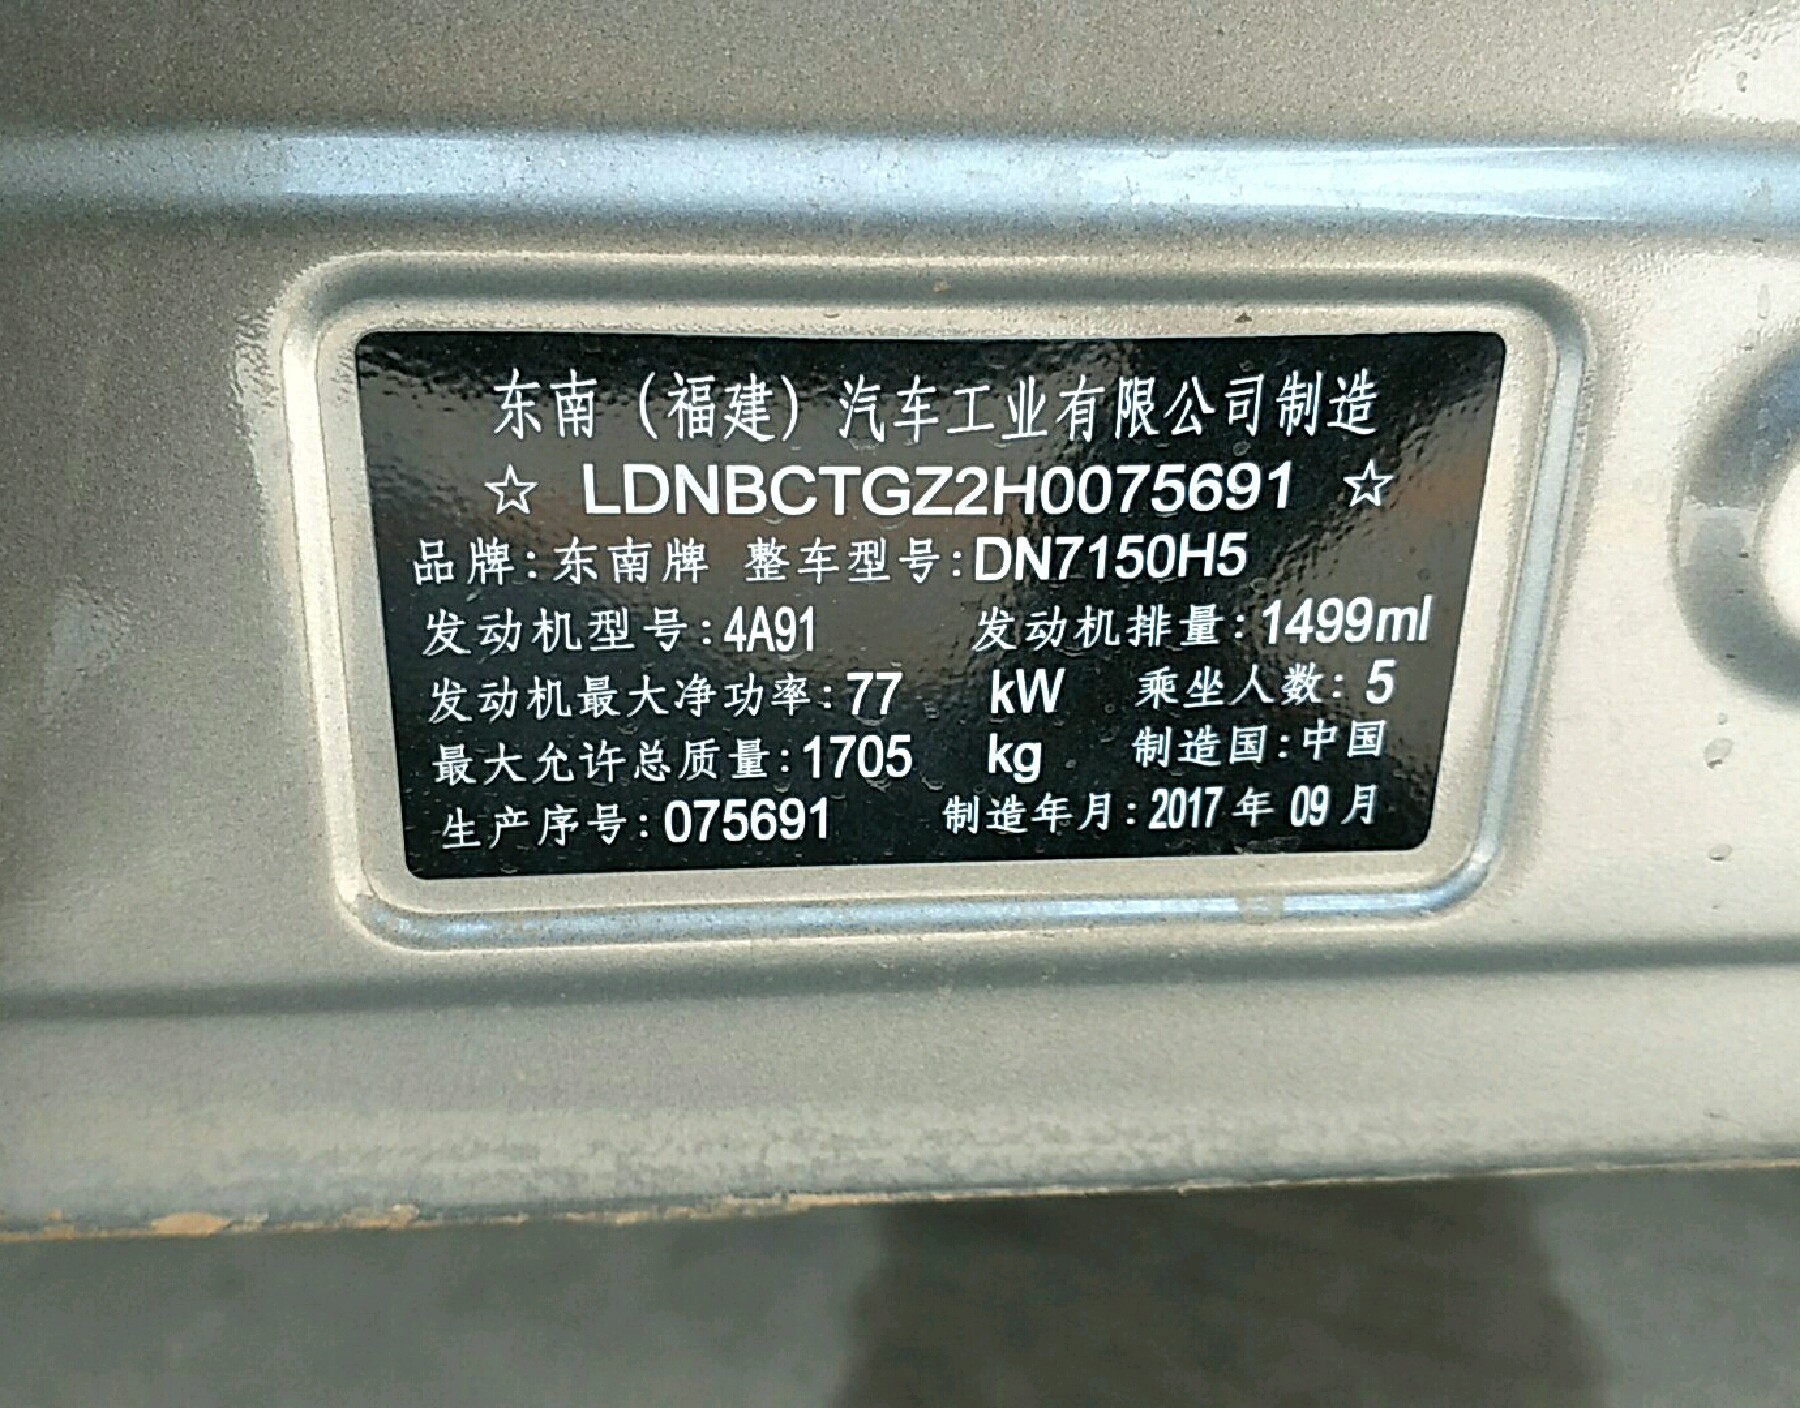 东南（福建）汽车工业有限公司制造
☆ LDNBCTGZ2H0075691 ☆
品牌:东南牌 整车型号:DN7150H5
发动机型号:4A91 发动机排量:1499ml
发动机最大净功率:77 kW 乘坐人数:5
最大允许总质量:1705 kg 制造国:中国
生产序号:075691 制造年月:2017年 09月